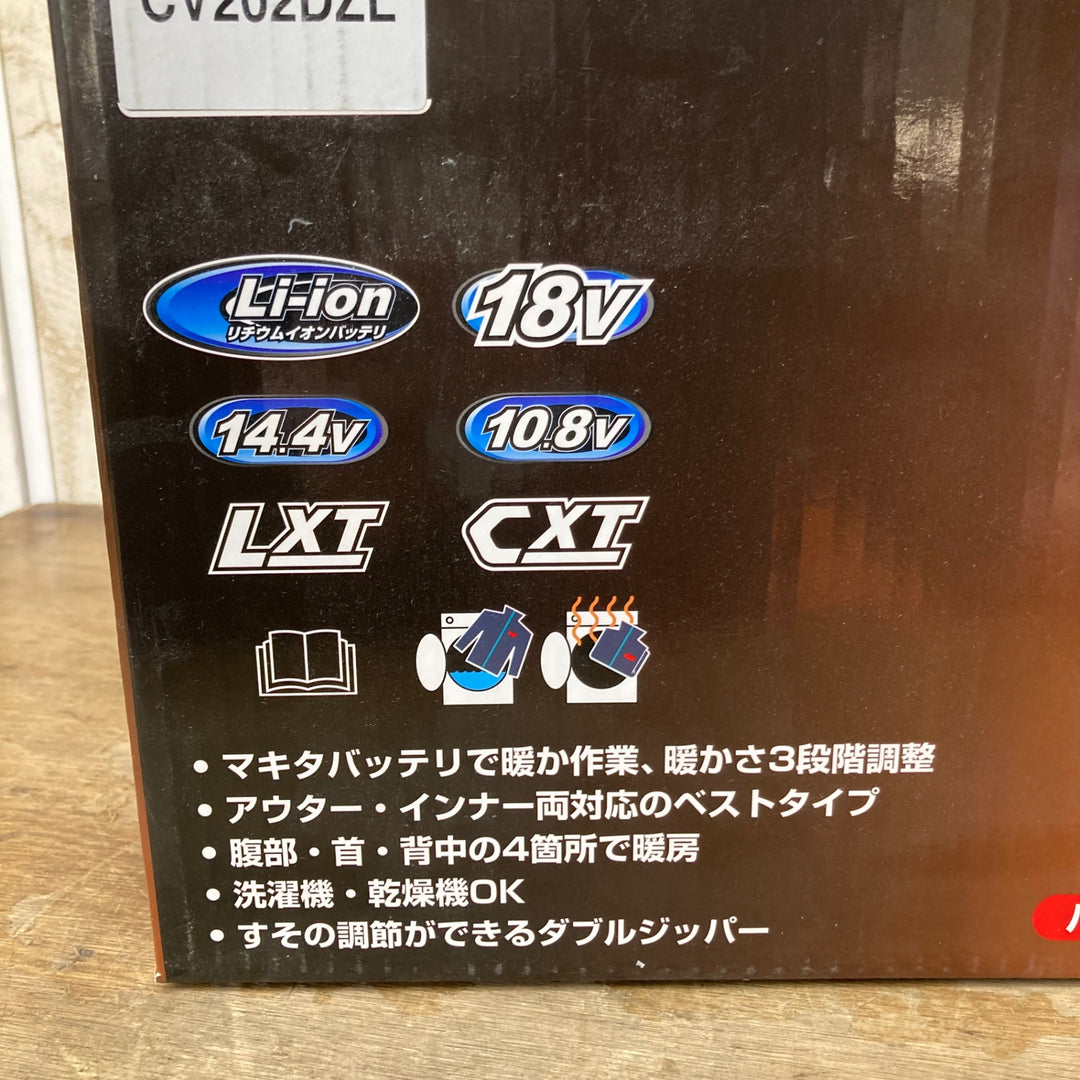 CV202DZL
Li-ion
リチウムイオンバッテリ
18V
14.4V
10.8V
LXT
CXT
• マキタバッテリで暖か作業、暖かさ3段階調整
• アウター・インナー両対応のベストタイプ
• 腹部・首・背中の4箇所で暖房
• 洗濯機・乾燥機OK
• すその調節ができるダブルジッパー